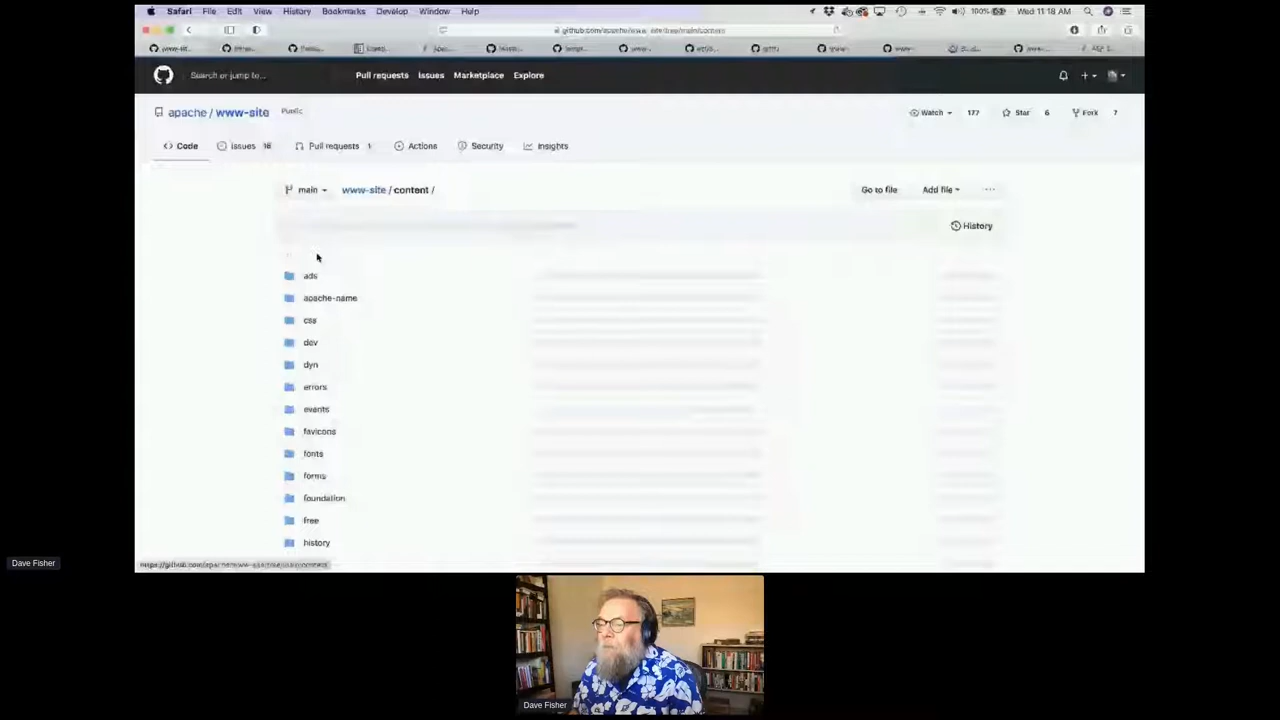 Safari File Edit View History Bookmarks Develop Window Help 100% Wed 11:18 AM
Search or jump to... Pull requests Issues Marketplace Explore
apache / www-site Public Watch 177 Star 6 Fork 7
Code Issues 18 Pull requests 1 Actions Security Insights
main www-site / content / Go to file Add file
History
ads
apache-name
css
dev
dyn
errors
events
favicons
fonts
forms
foundation
free
history
Dave Fisher
Dave Fisher